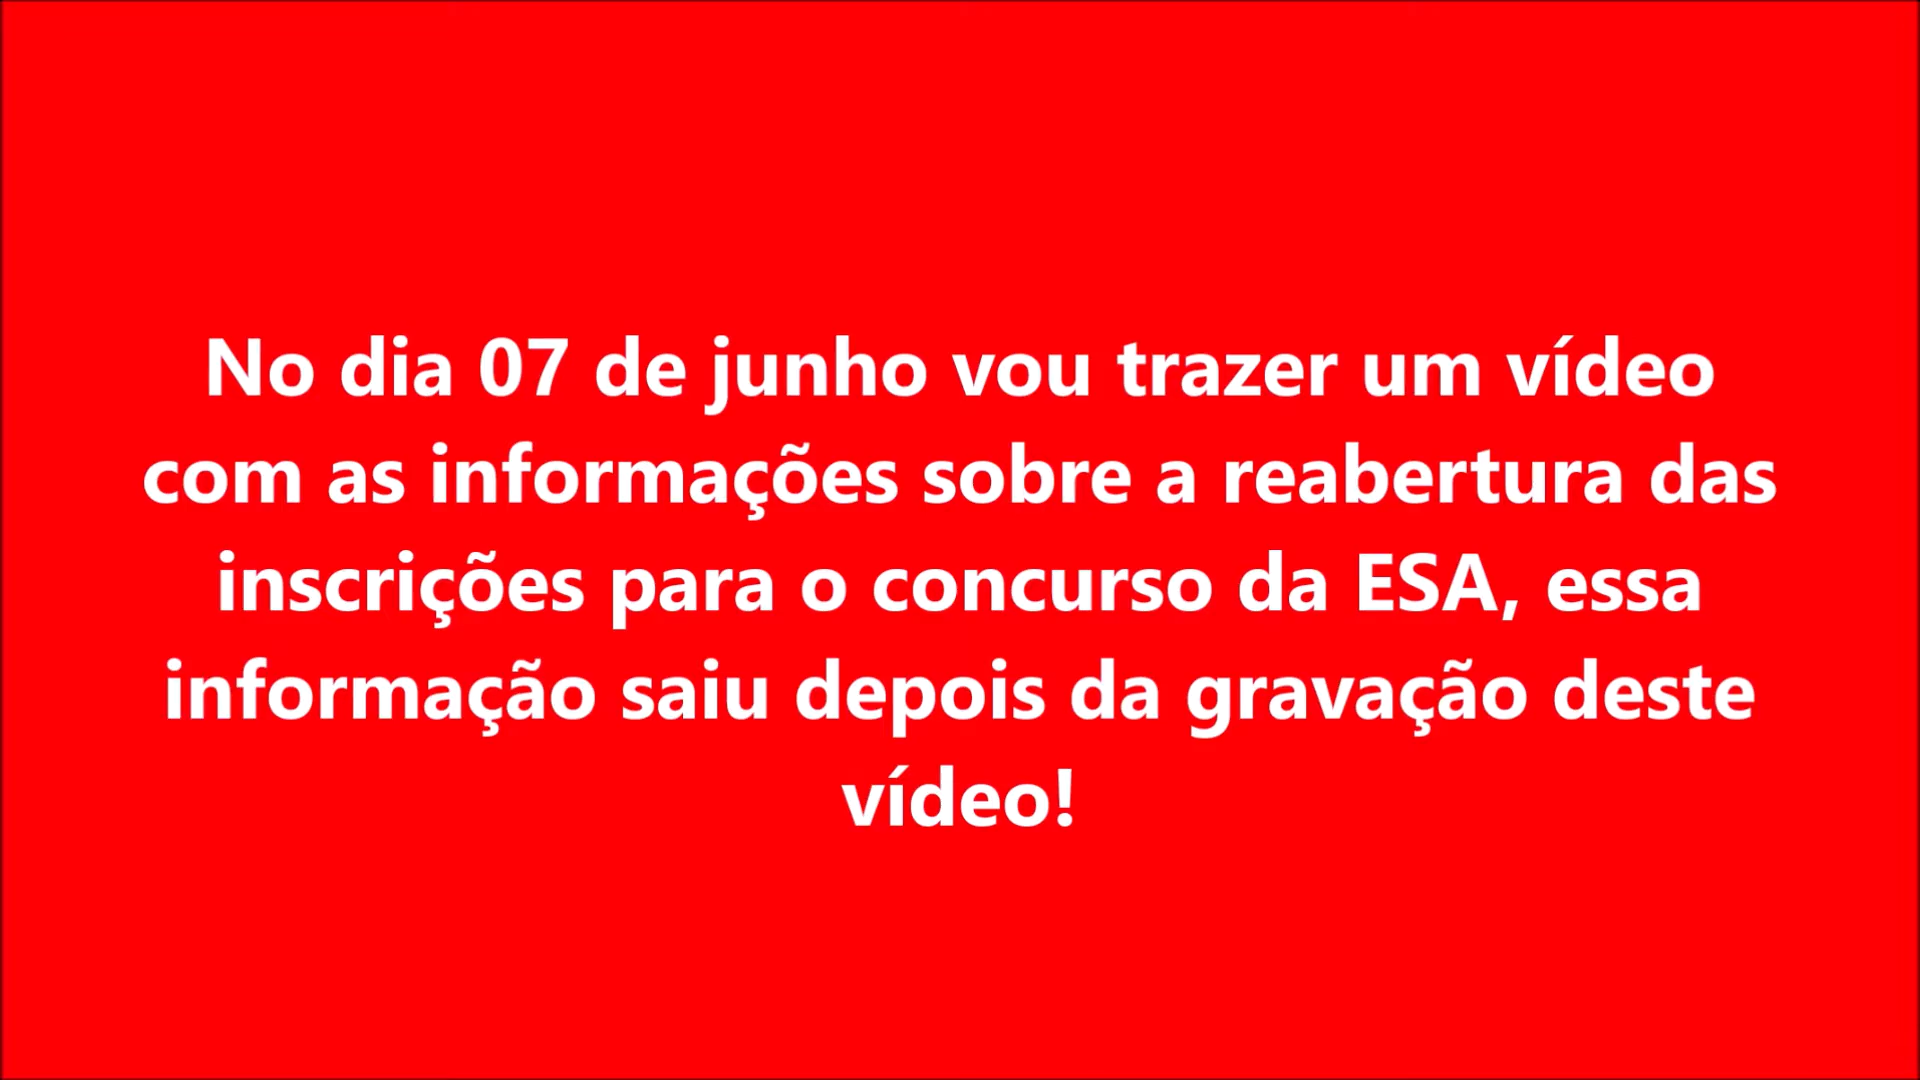 No dia 07 de junho vou trazer um vídeo
com as informações sobre a reabertura das
inscrições para o concurso da ESA, essa
informação saiu depois da gravação deste
vídeo!